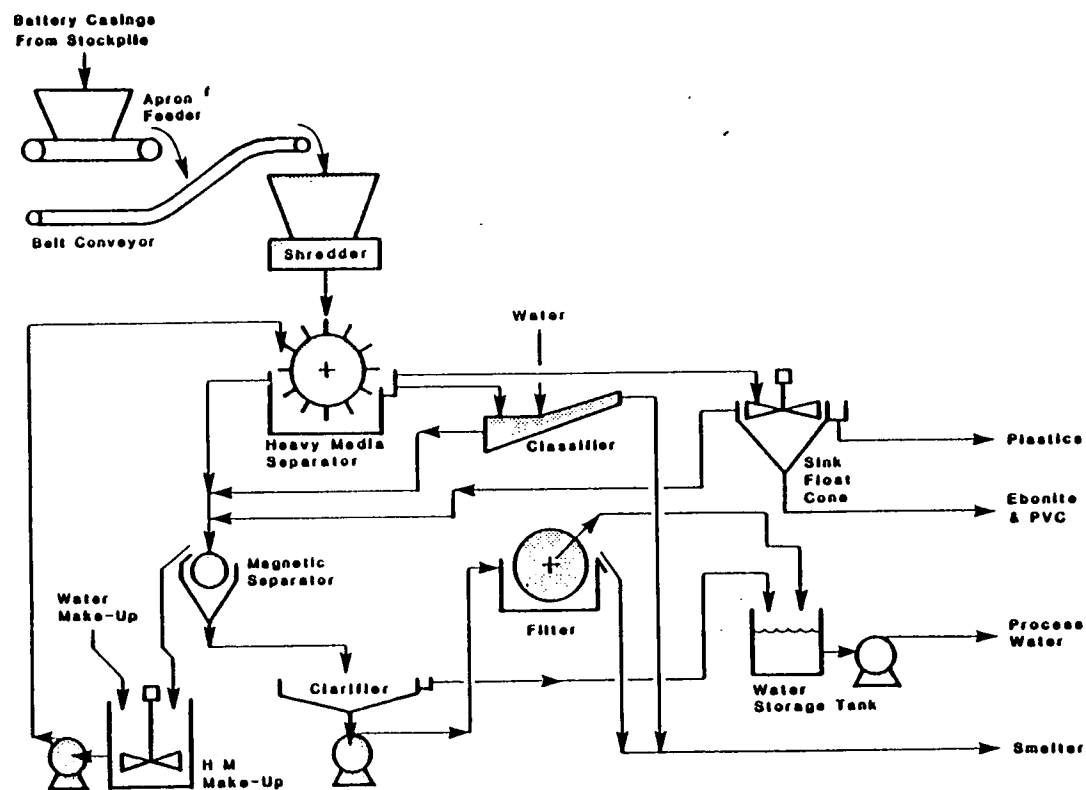 Battery Casings
From Stockpile
Apron
Feeder
Belt Conveyor
Shredder
Water
Heavy Media
Separator
Classifier
Sink
Float
Cone
Plastics
Ebonite
& PVC
Magnetic
Separator
Water
Make-Up
Filter
Process
Water
Clarifier
Water
Storage Tank
Smelter
H M
Make-Up